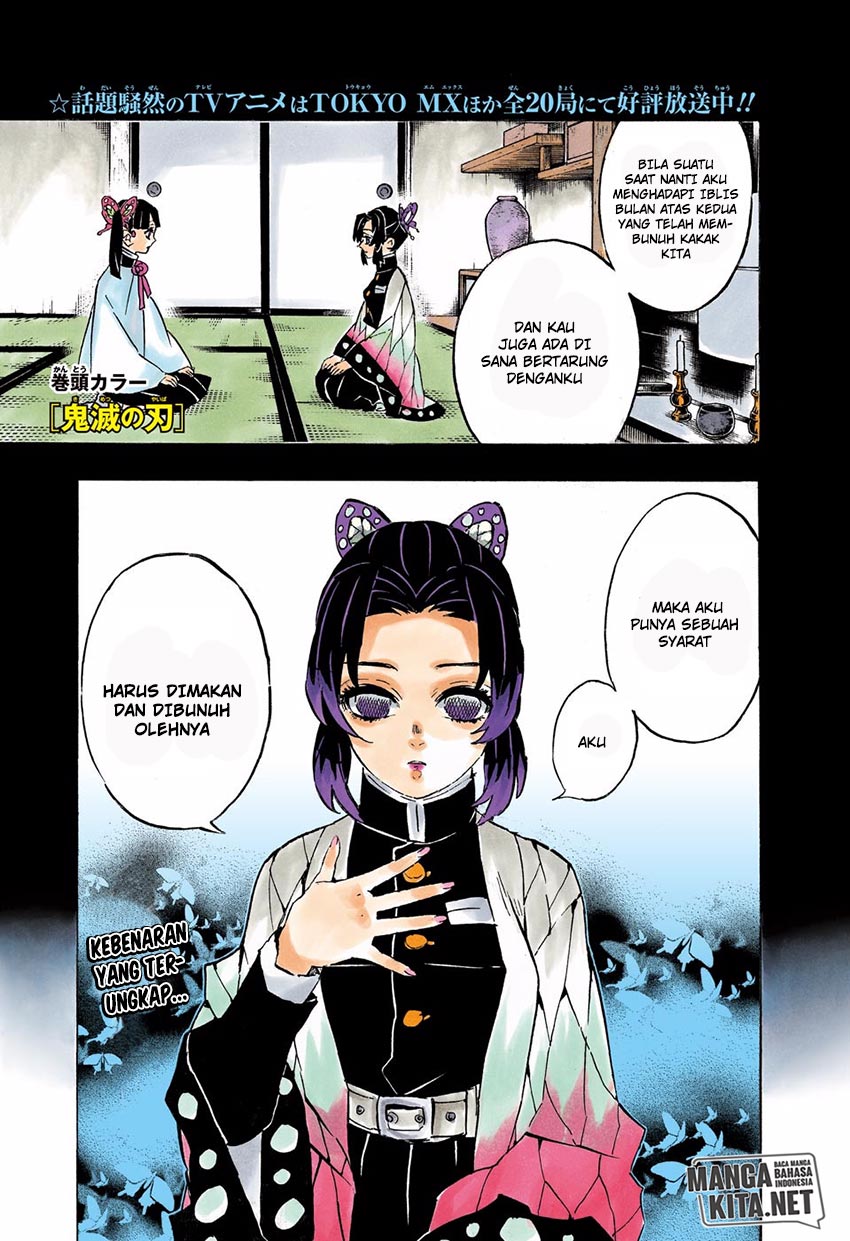 ☆話題騒然のTVアニメはTOKYO MXほか全20局にて好評放送中!!
BILA SUATU
SAAT NANTI AKU
MENGHADAPI IBLIS
BULAN ATAS KEDUA
YANG TELAH MEM-
BUNUH KAKAK
KITA
DAN KAU
JUGA ADA DI
SANA BERTARUNG
DENGANKU
巻頭カラー
[鬼滅の刃]
MAKA AKU
PUNYA SEBUAH
SYARAT
AKU
HARUS DIMAKAN
DAN DIBUNUH
OLEHNYA
KEBENARAN
YANG TER-
UNGKAP...
MANGA
KITA.NET
BACA MANGA
BAHASA
INDONESIA